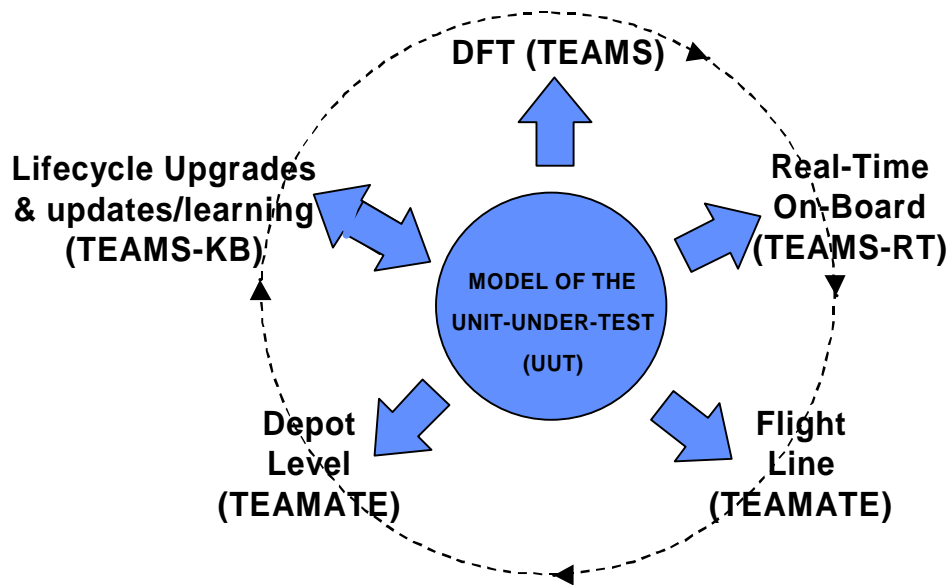 DFT (TEAMS)
Lifecycle Upgrades
& updates/learning
(TEAMS-KB)
Real-Time
On-Board
(TEAMS-RT)
MODEL OF THE
UNIT-UNDER-TEST
(UUT)
Depot
Level
(TEAMATE)
Flight
Line
(TEAMATE)